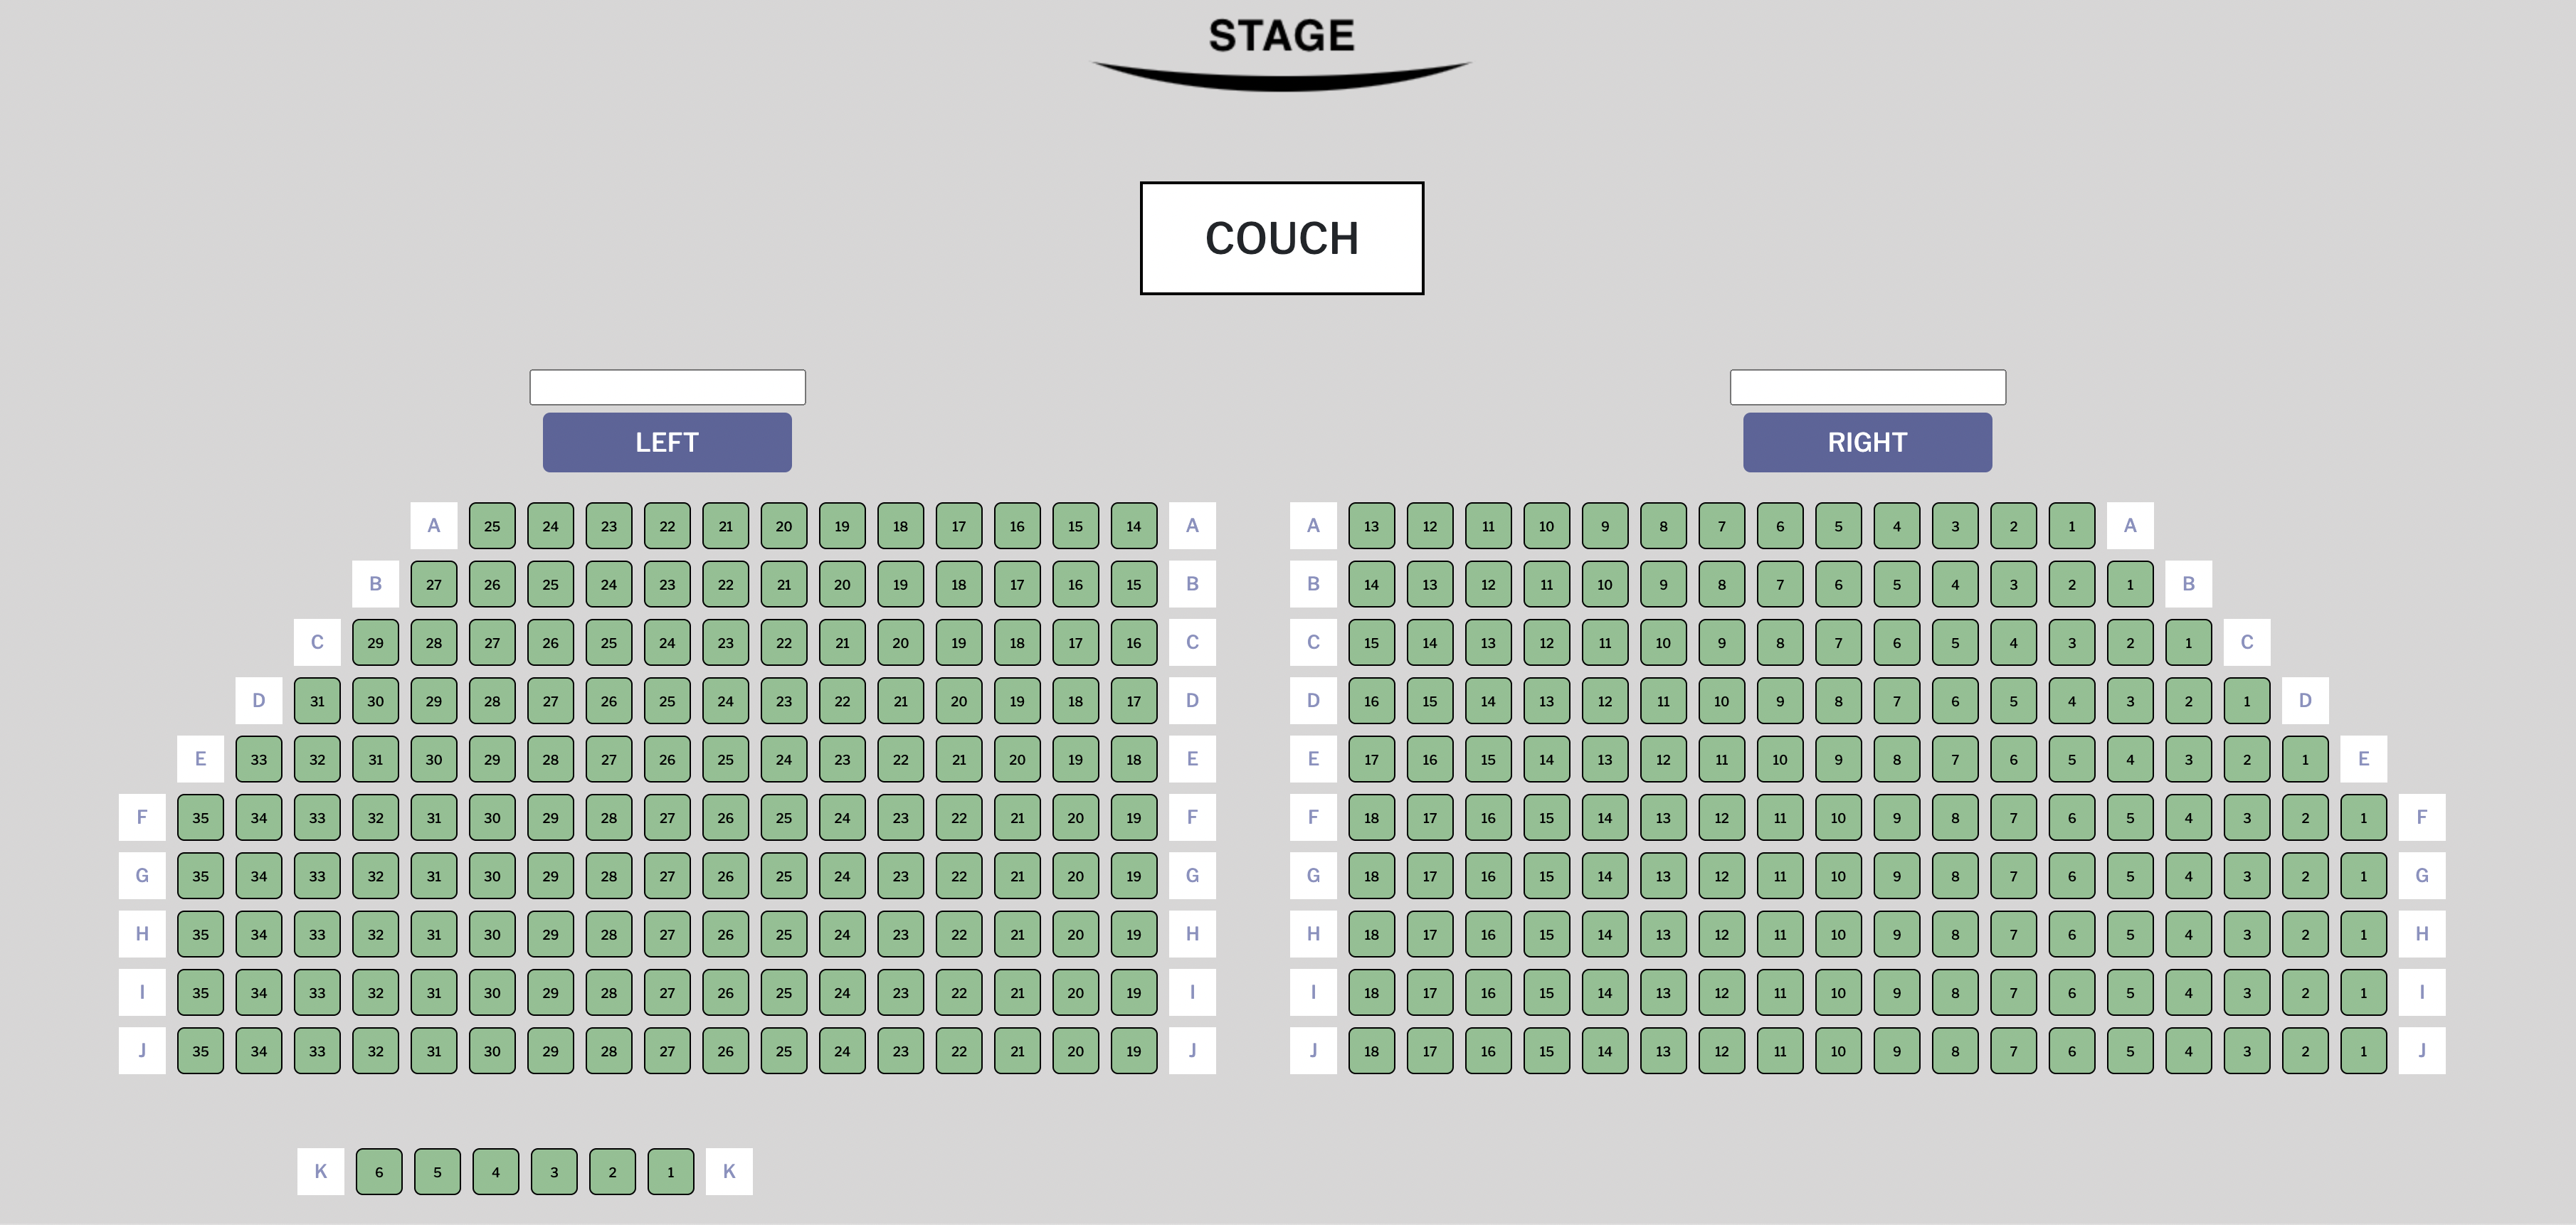 STAGE
COUCH
LEFT
RIGHT
A 25 24 23 22 21 20 19 18 17 16 15 14 A A 13 12 11 10 9 8 7 6 5 4 3 2 1 A
B 27 26 25 24 23 22 21 20 19 18 17 16 15 B B 14 13 12 11 10 9 8 7 6 5 4 3 2 1 B
C 29 28 27 26 25 24 23 22 21 20 19 18 17 16 C C 15 14 13 12 11 10 9 8 7 6 5 4 3 2 1 C
D 31 30 29 28 27 26 25 24 23 22 21 20 19 18 17 D D 16 15 14 13 12 11 10 9 8 7 6 5 4 3 2 1 D
E 33 32 31 30 29 28 27 26 25 24 23 22 21 20 19 18 E E 17 16 15 14 13 12 11 10 9 8 7 6 5 4 3 2 1 E
F 35 34 33 32 31 30 29 28 27 26 25 24 23 22 21 20 19 F F 18 17 16 15 14 13 12 11 10 9 8 7 6 5 4 3 2 1 F
G 35 34 33 32 31 30 29 28 27 26 25 24 23 22 21 20 19 G G 18 17 16 15 14 13 12 11 10 9 8 7 6 5 4 3 2 1 G
H 35 34 33 32 31 30 29 28 27 26 25 24 23 22 21 20 19 H H 18 17 16 15 14 13 12 11 10 9 8 7 6 5 4 3 2 1 H
I 35 34 33 32 31 30 29 28 27 26 25 24 23 22 21 20 19 I I 18 17 16 15 14 13 12 11 10 9 8 7 6 5 4 3 2 1 I
J 35 34 33 32 31 30 29 28 27 26 25 24 23 22 21 20 19 J J 18 17 16 15 14 13 12 11 10 9 8 7 6 5 4 3 2 1 J
K 6 5 4 3 2 1 K